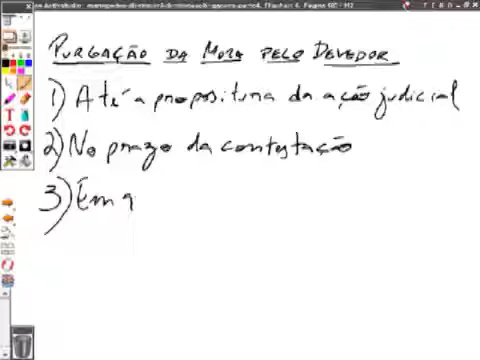 PURGAÇÃO DA MORA PELO DEVEDOR
1) Até a propositura da ação judicial
2) No prazo da contestação
3) Em q